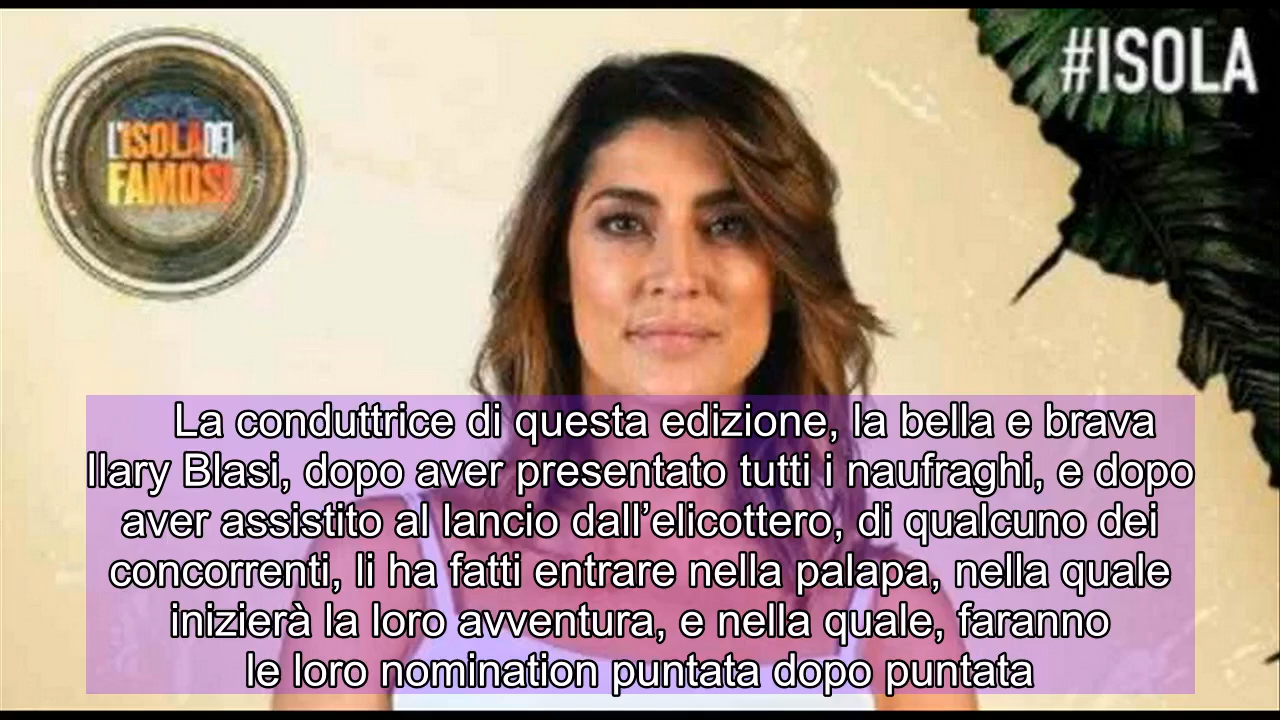 #ISOLA
L'ISOLA DEI
FAMOSI
La conduttrice di questa edizione, la bella e brava
Ilary Blasi, dopo aver presentato tutti i naufraghi, e dopo
aver assistito al lancio dall’elicottero, di qualcuno dei
concorrenti, li ha fatti entrare nella palapa, nella quale
inizierà la loro avventura, e nella quale, faranno
le loro nomination puntata dopo puntata